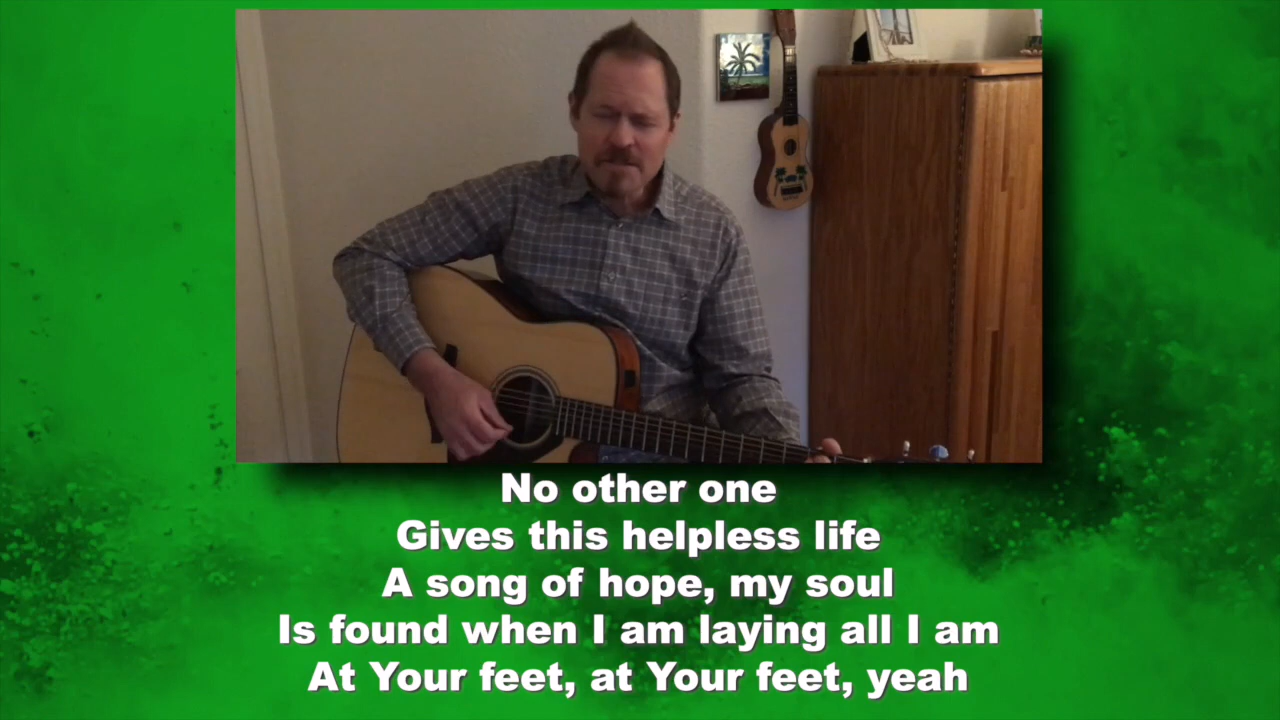 No other one
Gives this helpless life
A song of hope, my soul
Is found when I am laying all I am
At Your feet, at Your feet, yeah